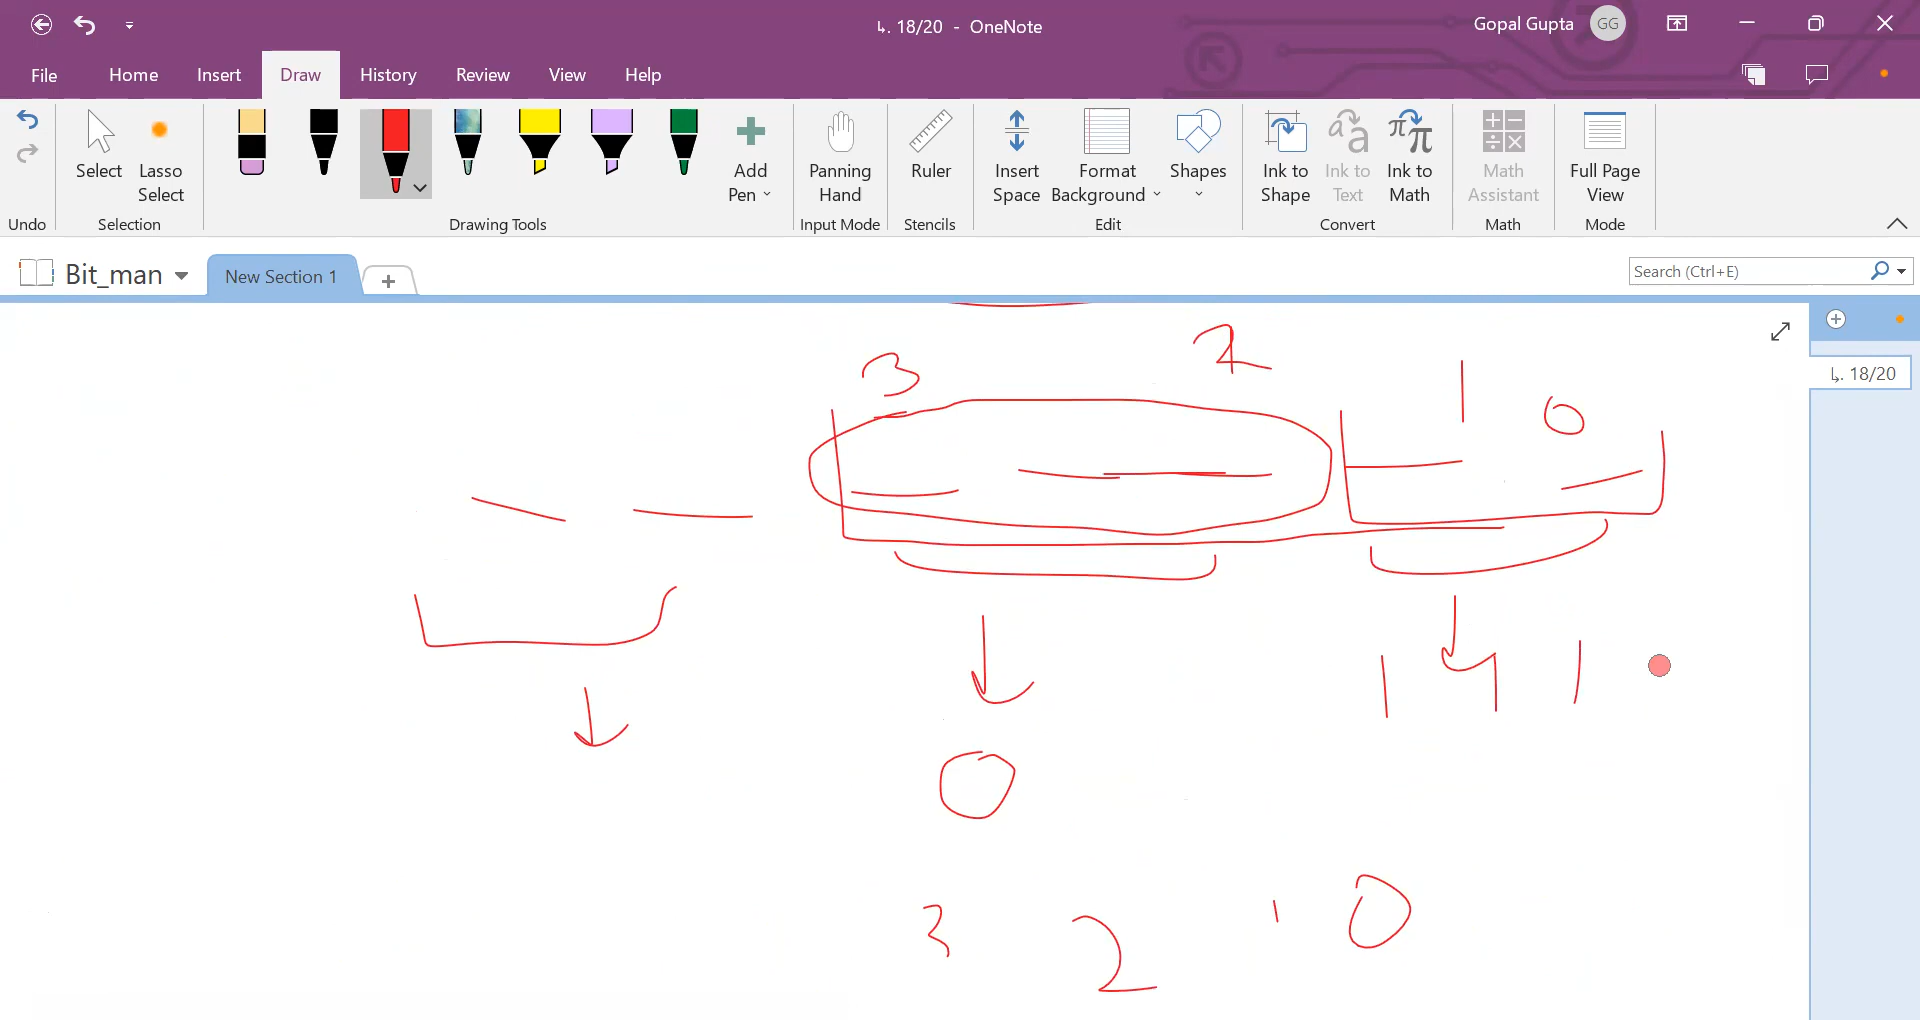 ﺳ. 18/20 - OneNote
Gopal Gupta GG
File Home Insert Draw History Review View Help
Select Lasso Select
Add Pen
Panning Hand
Ruler
Insert Space
Format Background
Shapes
Ink to Shape
Ink to Text
Ink to Math
Math Assistant
Full Page View
Undo Selection Drawing Tools Input Mode Stencils Edit Convert Math Mode
Bit_man New Section 1
Search (Ctrl+E)
18/20
3 2 1 0
0
3 2 1 0